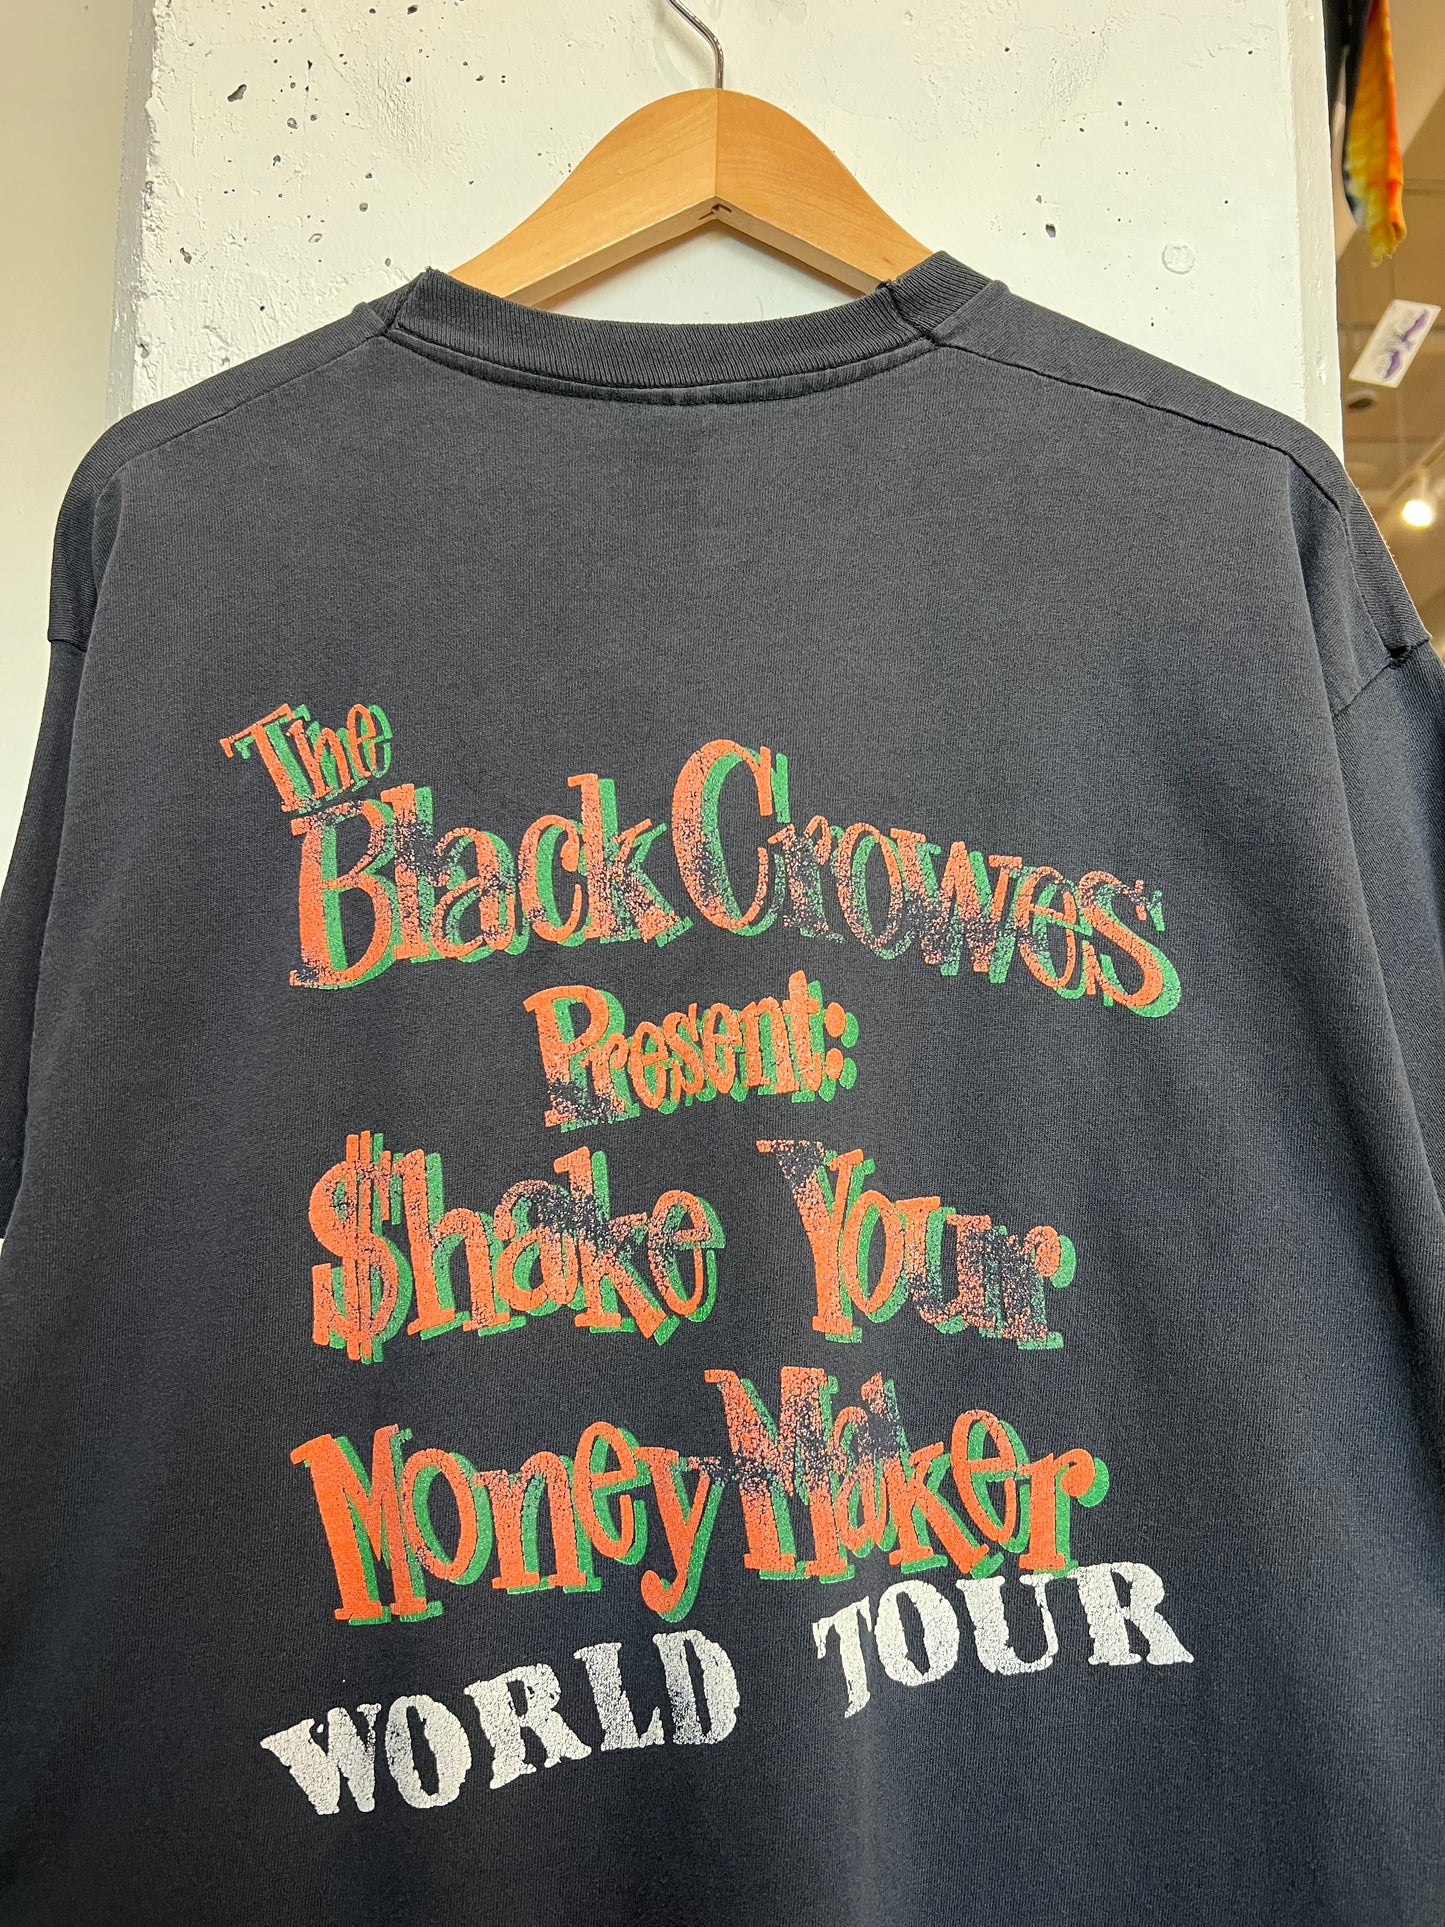 The
Black Crowes
Present:
$hake Your
Money Maker
WORLD TOUR